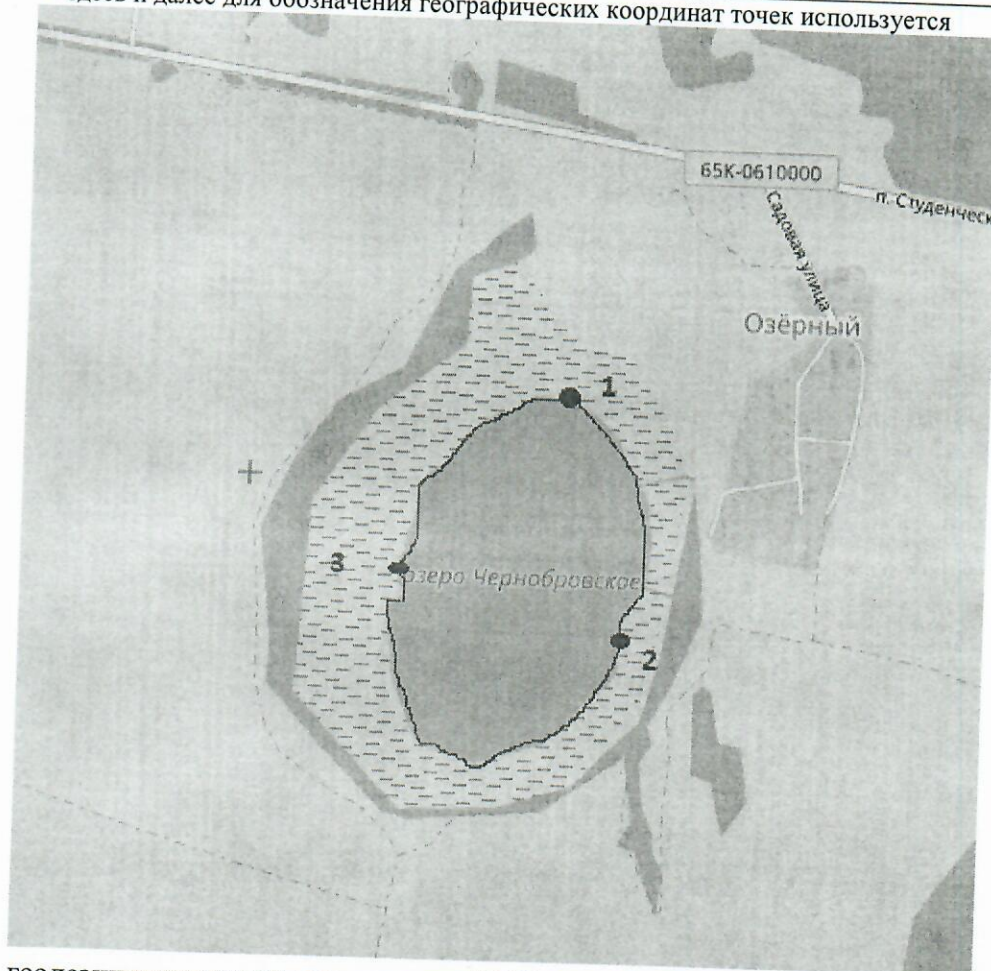 далее для обозначения географических координат точек используется
65К-0610000
п. Студенческ
Садовая улица
Озёрный
1
3
озеро Чернобровское
2